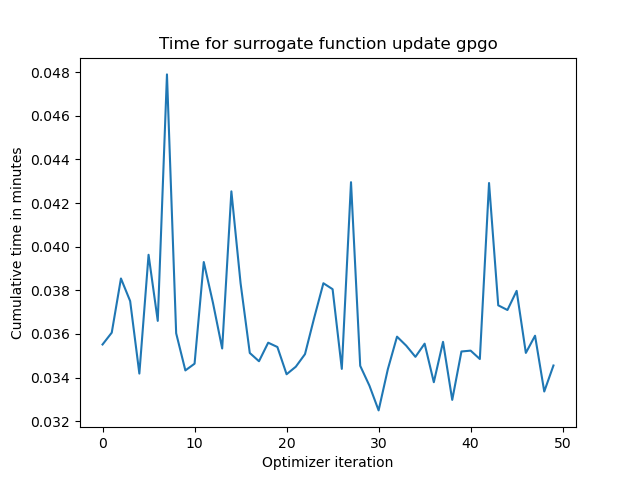 Time for surrogate function update gpgo
Cumulative time in minutes
0.048
0.046
0.044
0.042
0.040
0.038
0.036
0.034
0.032
0 10 20 30 40 50
Optimizer iteration